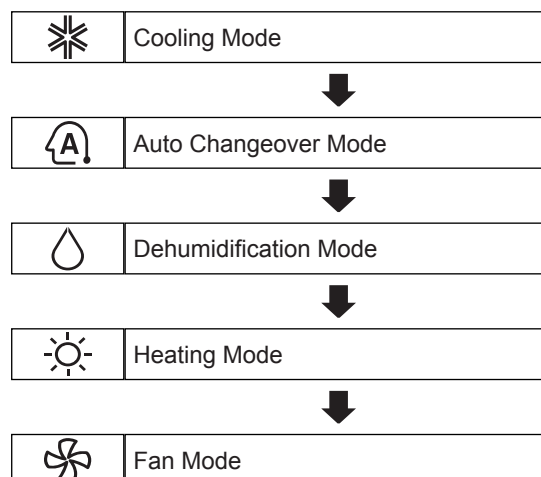 Cooling Mode
A
Auto Changeover Mode
Dehumidification Mode
Heating Mode
Fan Mode